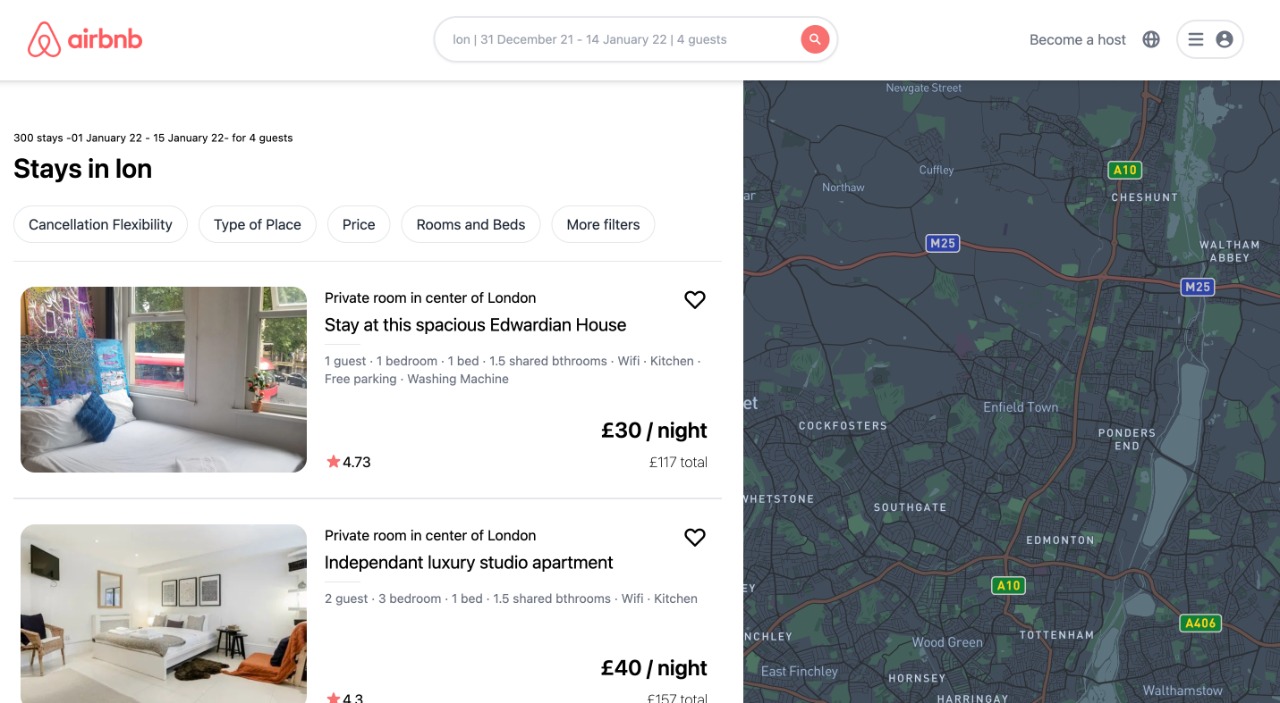 airbnb
lon | 31 December 21 - 14 January 22 | 4 guests
Become a host
300 stays -01 January 22 - 15 January 22- for 4 guests
Stays in lon
Cancellation Flexibility
Type of Place
Price
Rooms and Beds
More filters
Private room in center of London
Stay at this spacious Edwardian House
1 guest · 1 bedroom · 1 bed · 1.5 shared bthrooms · Wifi · Kitchen ·
Free parking · Washing Machine
£30 / night
4.73
£117 total
Private room in center of London
Independant luxury studio apartment
2 guest · 3 bedroom · 1 bed · 1.5 shared bthrooms · Wifi · Kitchen
£40 / night
4.3
£157 total
Newgate Street
A10
Cuffley
Northaw
ar
CHESHUNT
M25
WALTHAM
ABBEY
M25
et
Enfield Town
COCKFOSTERS
PONDERS
END
WHETSTONE
SOUTHGATE
EDMONTON
A10
EY
A406
NCHLEY
TOTTENHAM
Wood Green
East Finchley
HORNSEY
Walthamstow
HARRINGAY